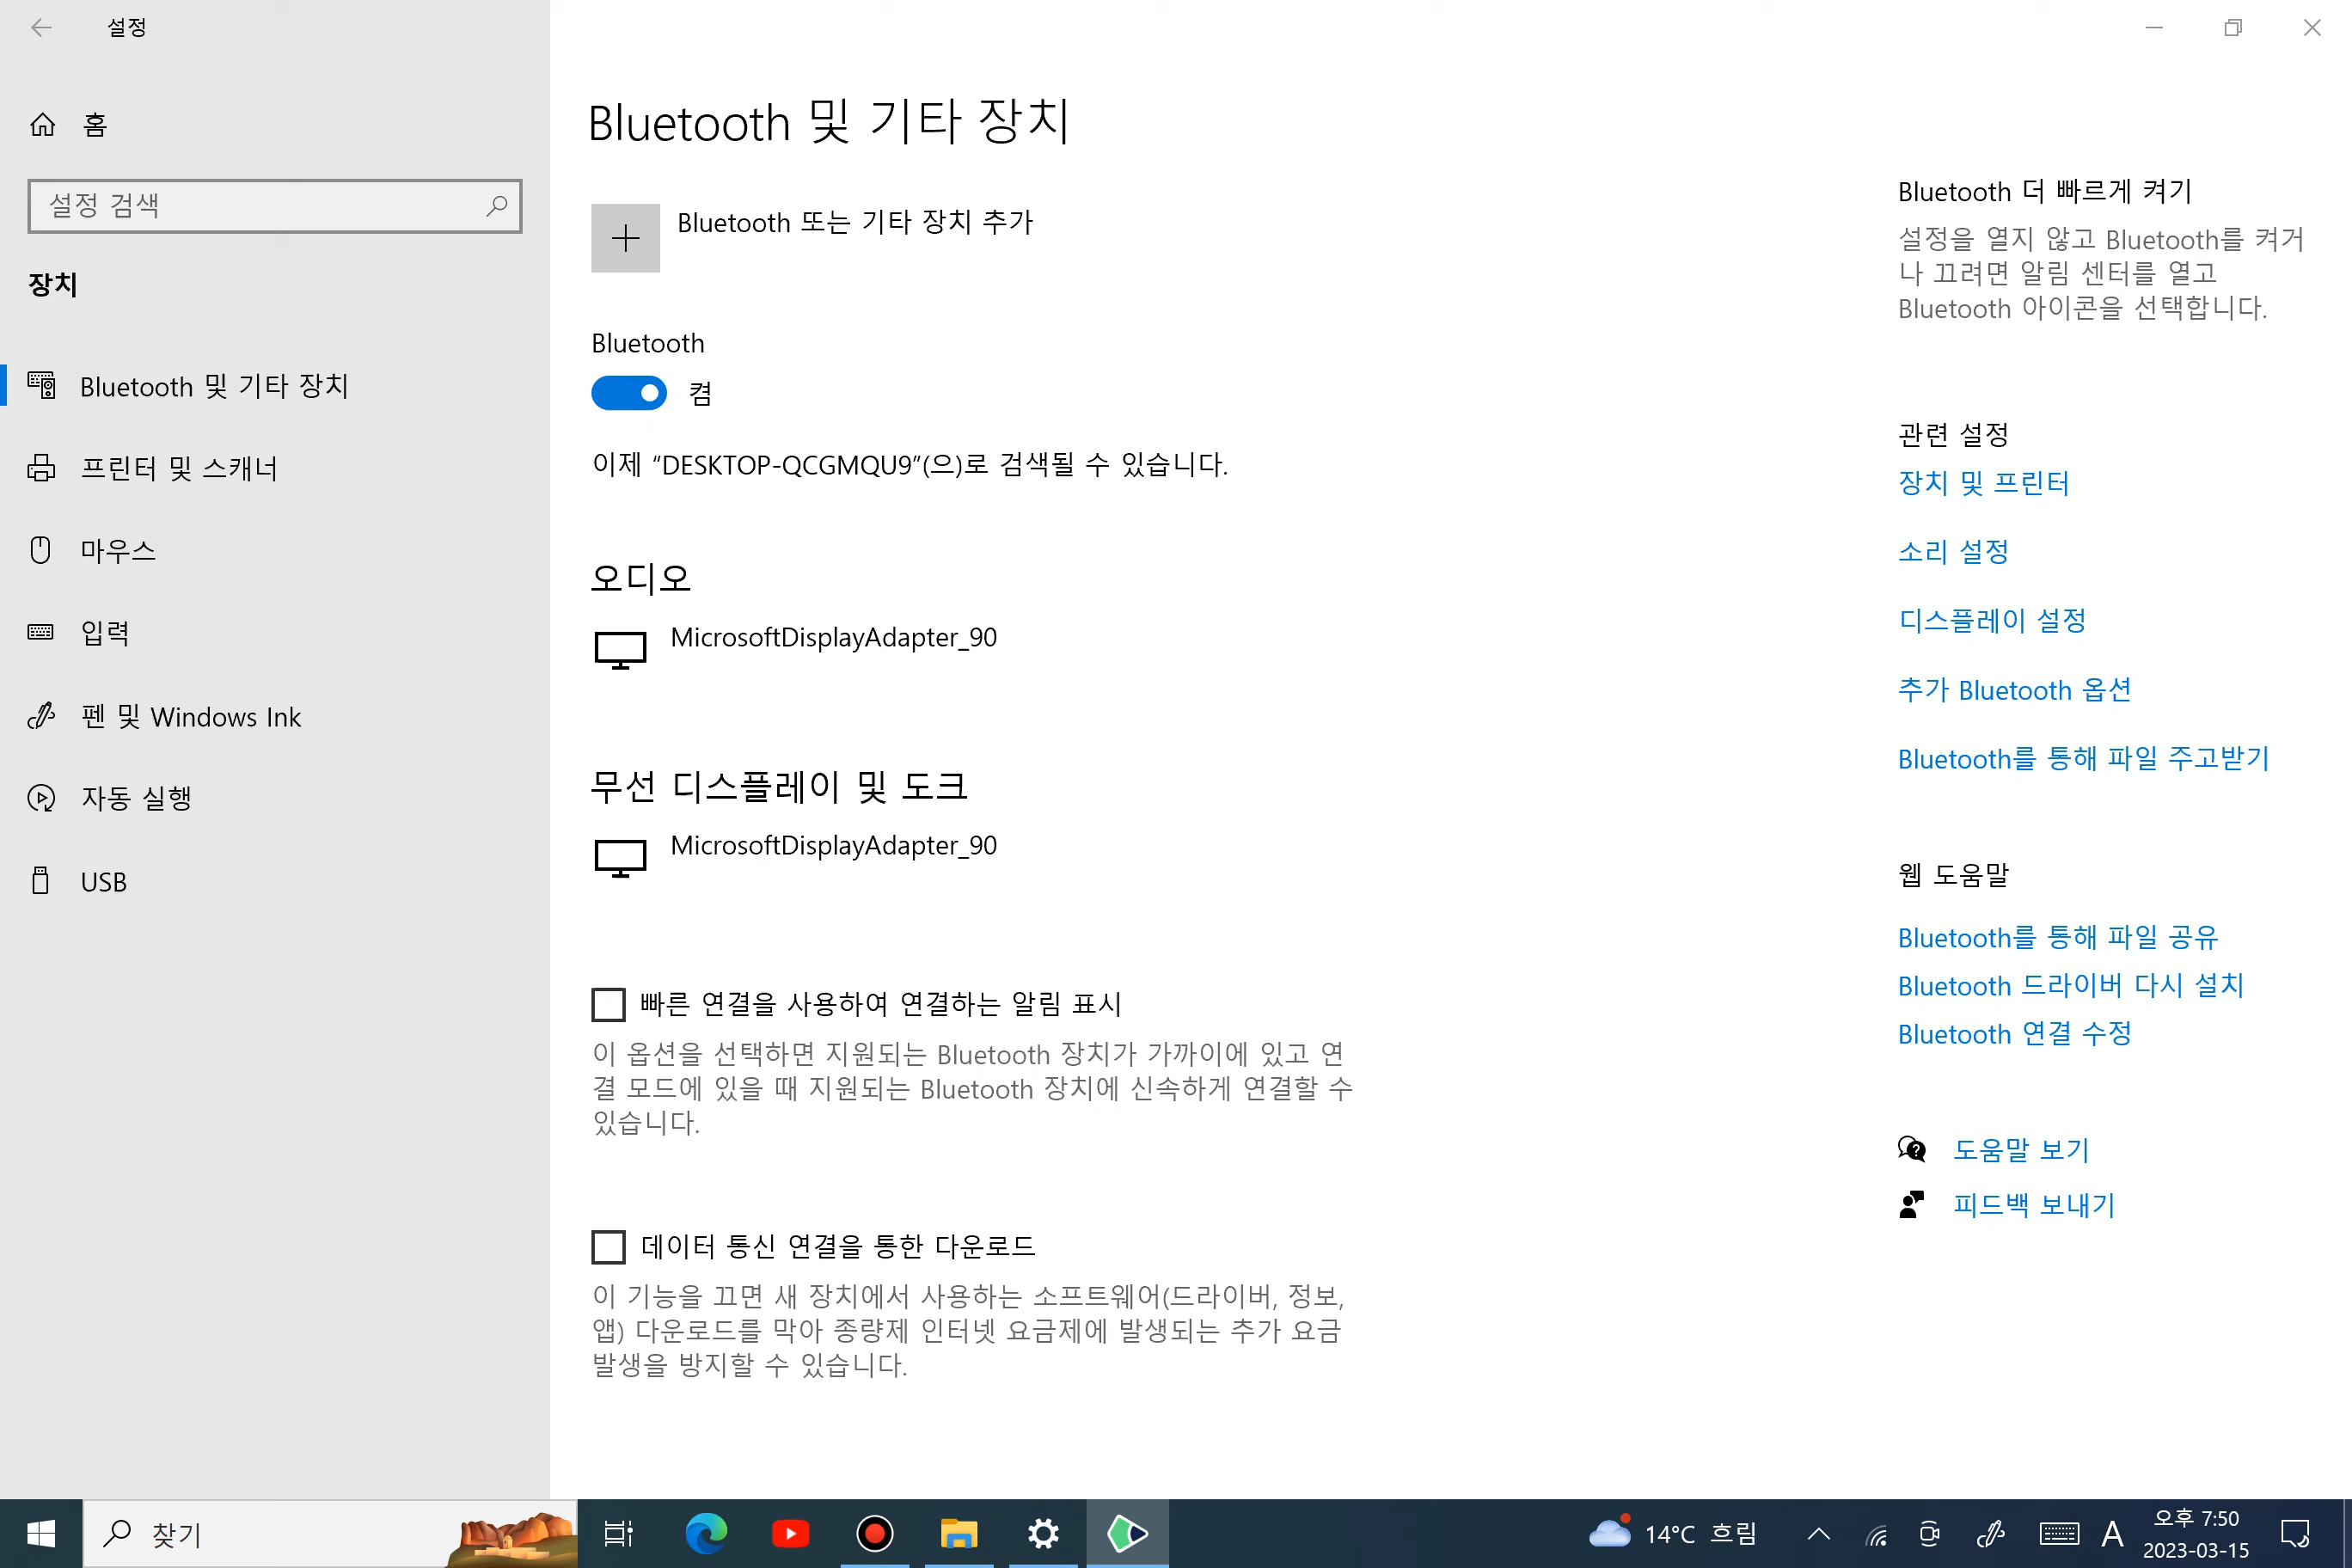 설정
홈
설정 검색
장치
Bluetooth 및 기타 장치
프린터 및 스캐너
마우스
입력
펜 및 Windows Ink
자동 실행
USB
Bluetooth 및 기타 장치
Bluetooth 또는 기타 장치 추가
Bluetooth
켬
이제 “DESKTOP-QCGMQU9”(으)로 검색될 수 있습니다.
오디오
MicrosoftDisplayAdapter_90
무선 디스플레이 및 도크
MicrosoftDisplayAdapter_90
빠른 연결을 사용하여 연결하는 알림 표시
이 옵션을 선택하면 지원되는 Bluetooth 장치가 가까이에 있고 연
결 모드에 있을 때 지원되는 Bluetooth 장치에 신속하게 연결할 수
있습니다.
데이터 통신 연결을 통한 다운로드
이 기능을 끄면 새 장치에서 사용하는 소프트웨어(드라이버, 정보,
앱) 다운로드를 막아 종량제 인터넷 요금제에 발생되는 추가 요금
발생을 방지할 수 있습니다.
Bluetooth 더 빠르게 켜기
설정을 열지 않고 Bluetooth를 켜거
나 끄려면 알림 센터를 열고
Bluetooth 아이콘을 선택합니다.
관련 설정
장치 및 프린터
소리 설정
디스플레이 설정
추가 Bluetooth 옵션
Bluetooth를 통해 파일 주고받기
웹 도움말
Bluetooth를 통해 파일 공유
Bluetooth 드라이버 다시 설치
Bluetooth 연결 수정
도움말 보기
피드백 보내기
찾기
14°C 흐림
A
오후 7:50
2023-03-15